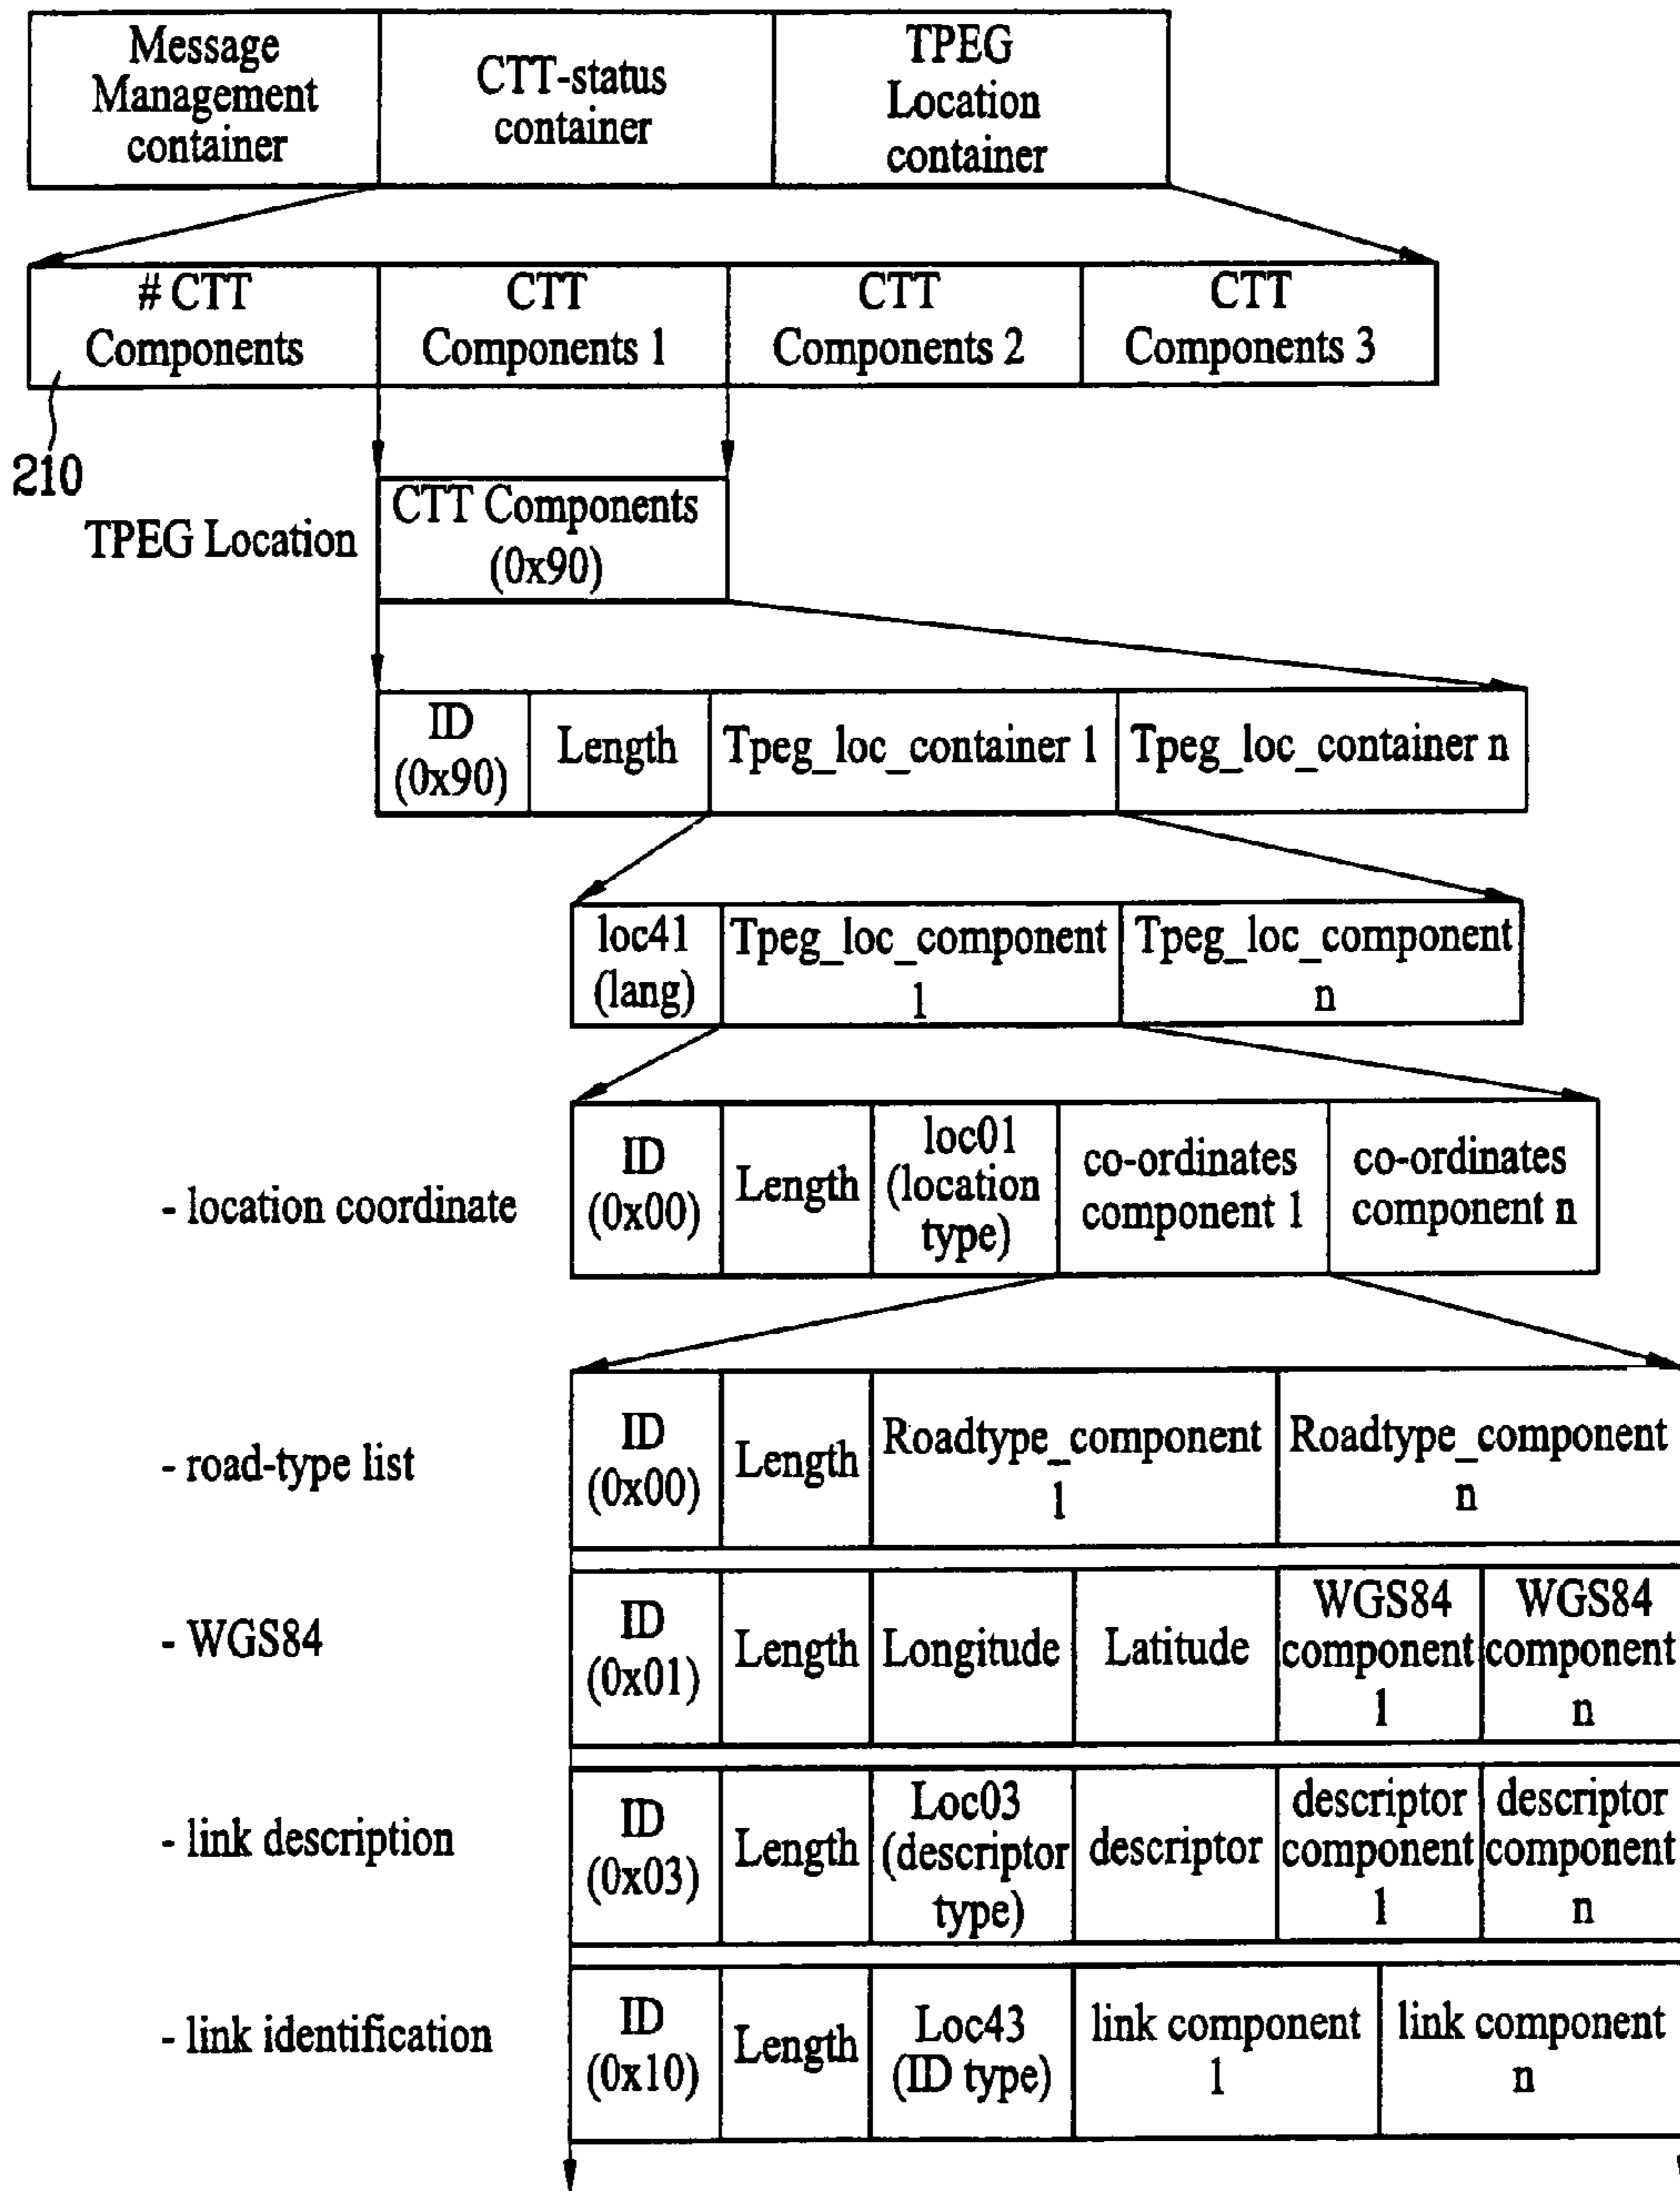 Message
Management
container
CTT-status
container
TPEG
Location
container
# CTT
Components
CTT
Components 1
CTT
Components 2
CTT
Components 3
210
TPEG Location
CTT Components
(0x90)
ID
(0x90)
Length
Tpeg_loc_container 1
Tpeg_loc_container n
loc41
(lang)
Tpeg_loc_component
1
Tpeg_loc_component
n
- location coordinate
ID
(0x00)
Length
loc01
(location
type)
co-ordinates
component 1
co-ordinates
component n
- road-type list
ID
(0x00)
Length
Roadtype_component
1
Roadtype_component
n
- WGS84
ID
(0x01)
Length
Longitude
Latitude
WGS84
component
1
WGS84
component
n
- link description
ID
(0x03)
Length
Loc03
(descriptor
type)
descriptor
descriptor
component
1
descriptor
component
n
- link identification
ID
(0x10)
Length
Loc43
(ID type)
link component
1
link component
n